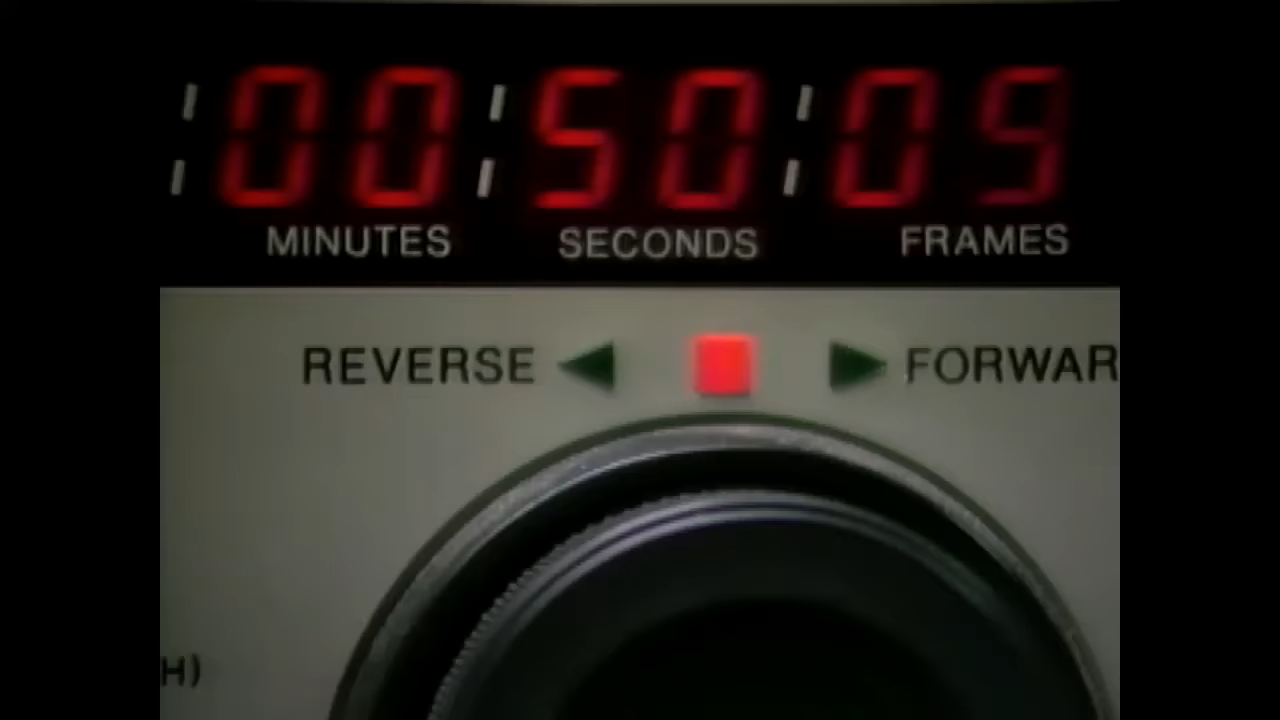 00:50:09
MINUTES SECONDS FRAMES
REVERSE ◀ ▶ FORWAR
H)